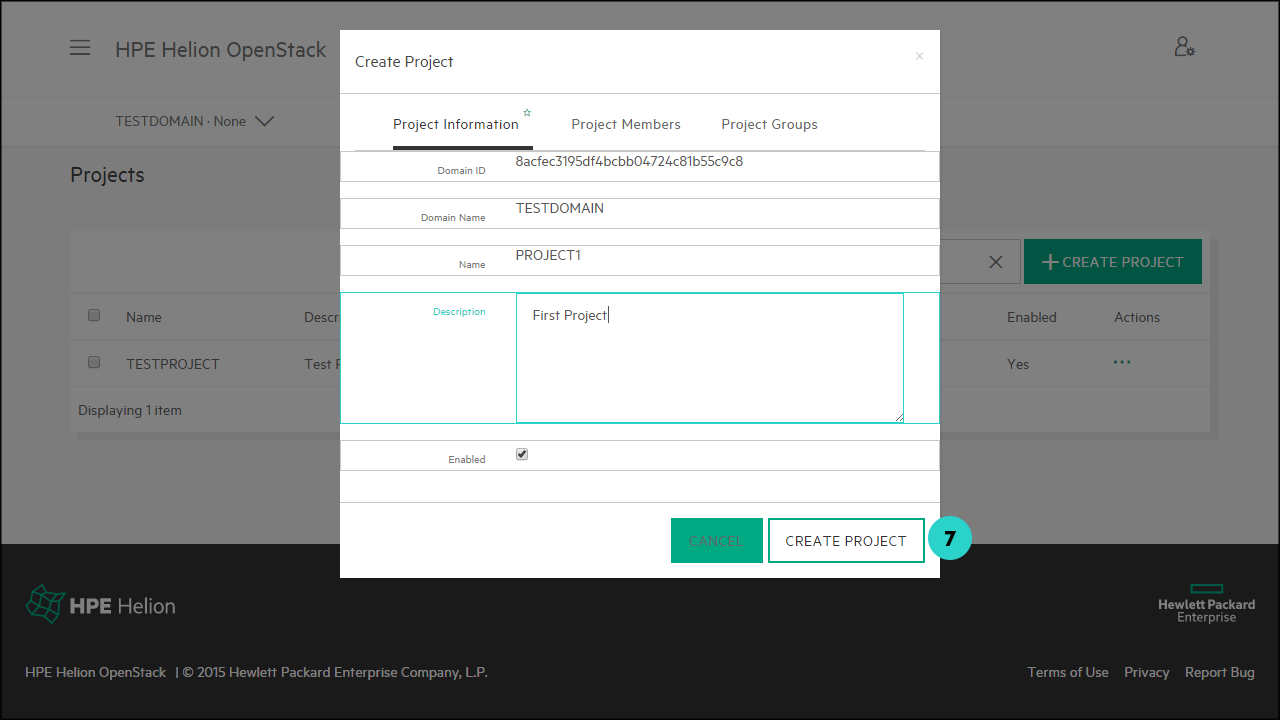 HPE Helion OpenStack
TESTDOMAIN · None
Projects
CREATE PROJECT
Name Descr Enabled Actions
TESTPROJECT Test P Yes
Displaying 1 item
Create Project
×
Project Information Project Members Project Groups
Domain ID 8acfec3195df4bcbb04724c81b55c9c8
Domain Name TESTDOMAIN
Name PROJECT1
Description First Project
Enabled
CANCEL CREATE PROJECT 7
HPE Helion
Hewlett Packard
Enterprise
HPE Helion OpenStack | © 2015 Hewlett Packard Enterprise Company, L.P. Terms of Use Privacy Report Bug